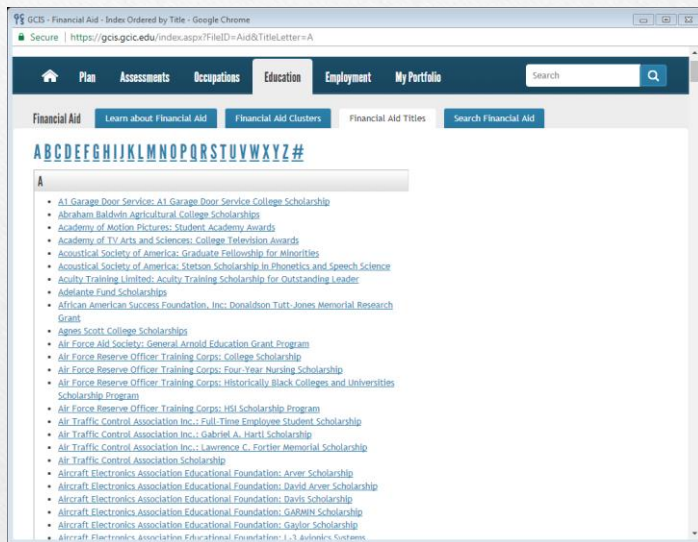 GCIS - Financial Aid - Index Ordered by Title - Google Chrome
Secure | https://gcis.gcic.edu/index.aspx?FileID=Aid&TitleLetter=A
Plan Assessments Occupations Education Employment My Portfolio Search
Financial Aid Learn about Financial Aid Financial Aid Clusters Financial Aid Titles Search Financial Aid
A B C D E F G H I J K L M N O P Q R S T U V W X Y Z #
A
A1 Garage Door Service: A1 Garage Door Service College Scholarship
Abraham Baldwin Agricultural College Scholarships
Academy of Motion Pictures: Student Academy Awards
Academy of TV Arts and Sciences: College Television Awards
Acoustical Society of America: Graduate Fellowship for Minorities
Acoustical Society of America: Stetson Scholarship in Phonetics and Speech Science
Acuity Training Limited: Acuity Training Scholarship for Outstanding Leader
Adelante Fund Scholarships
African American Success Foundation, Inc: Donaldson Tutt-Jones Memorial Research
Grant
Agnes Scott College Scholarships
Air Force Aid Society: General Arnold Education Grant Program
Air Force Reserve Officer Training Corps: College Scholarship
Air Force Reserve Officer Training Corps: Four-Year Nursing Scholarship
Air Force Reserve Officer Training Corps: Historically Black Colleges and Universities
Scholarship Program
Air Force Reserve Officer Training Corps: HSI Scholarship Program
Air Traffic Control Association Inc.: Full-Time Employee Student Scholarship
Air Traffic Control Association Inc.: Gabriel A. Hartl Scholarship
Air Traffic Control Association Inc.: Lawrence C. Fortier Memorial Scholarship
Air Traffic Control Association Scholarship
Aircraft Electronics Association Educational Foundation: Arver Scholarship
Aircraft Electronics Association Educational Foundation: David Arver Scholarship
Aircraft Electronics Association Educational Foundation: Davis Scholarship
Aircraft Electronics Association Educational Foundation: GARMIN Scholarship
Aircraft Electronics Association Educational Foundation: Gaylor Scholarship
Aircraft Electronics Association Educational Foundation: L-3 Avionics Systems